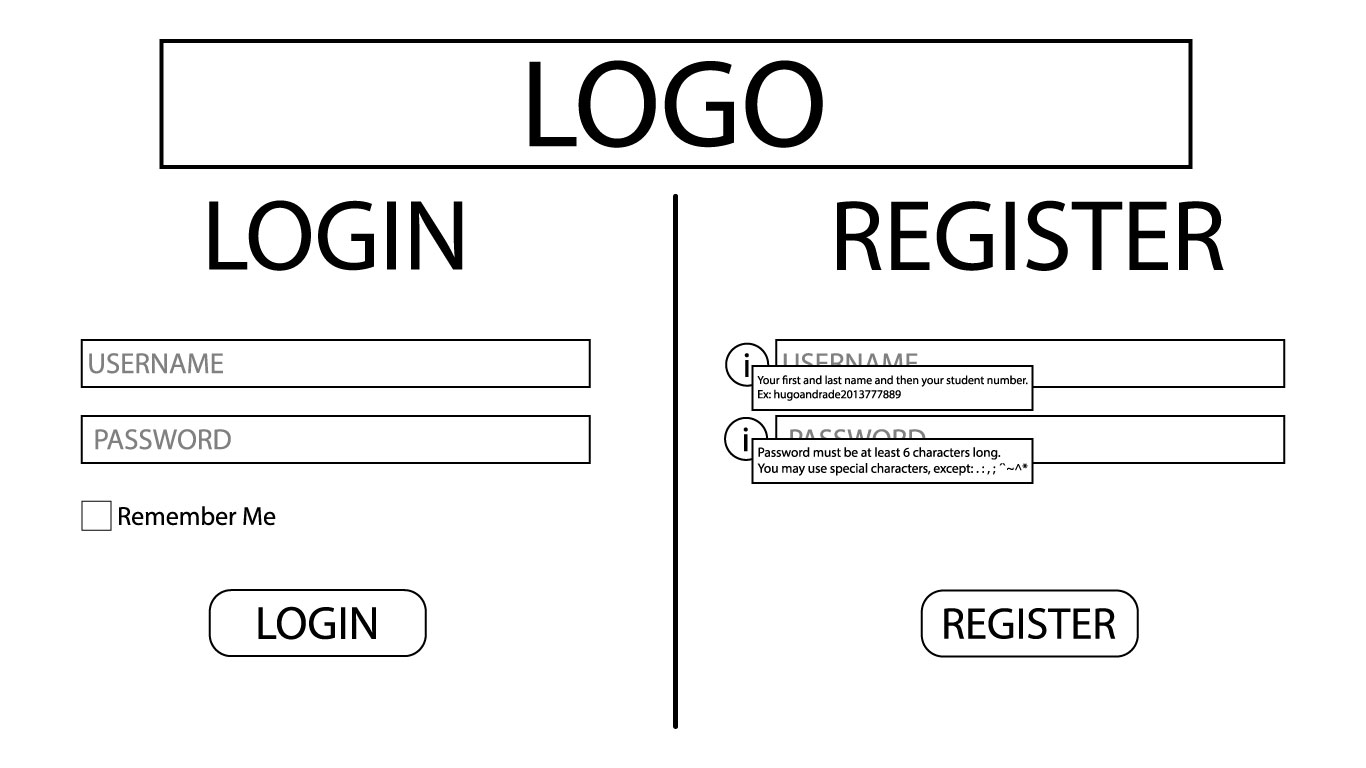 LOGO
LOGIN
REGISTER
USERNAME
PASSWORD
Remember Me
LOGIN
i
USERNAME
Your first and last name and then your student number.
Ex: hugoandrade2013777889
i
PASSWORD
Password must be at least 6 characters long.
You may use special characters, except: . : , ; ¨~^*
REGISTER